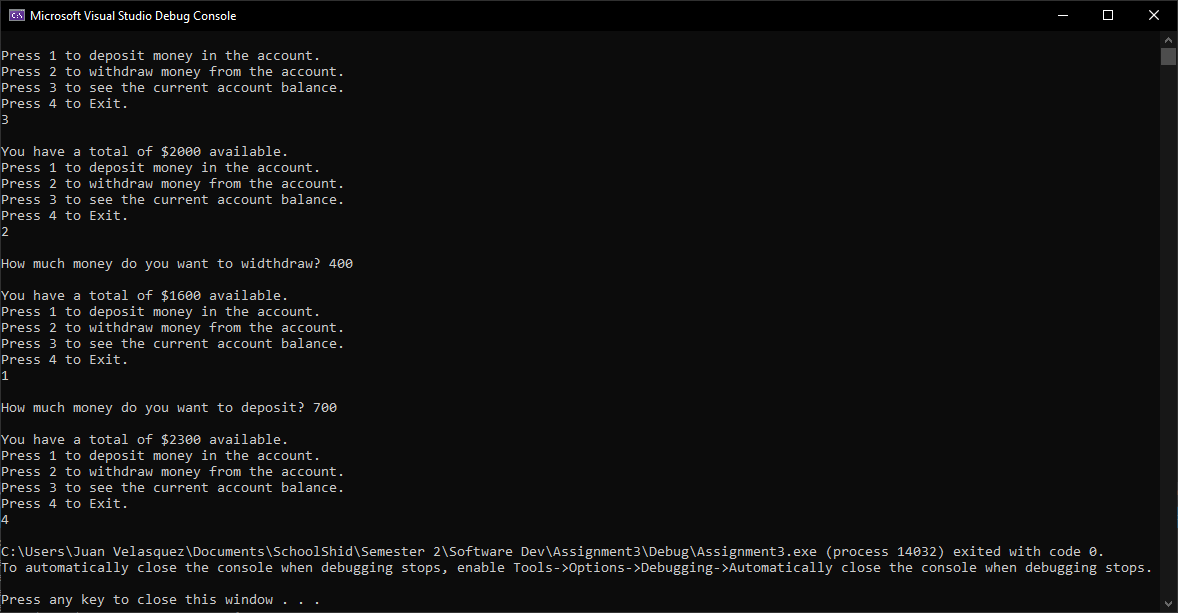 Microsoft Visual Studio Debug Console
Press 1 to deposit money in the account.
Press 2 to withdraw money from the account.
Press 3 to see the current account balance.
Press 4 to Exit.
3
You have a total of $2000 available.
Press 1 to deposit money in the account.
Press 2 to withdraw money from the account.
Press 3 to see the current account balance.
Press 4 to Exit.
2
How much money do you want to widthdraw? 400
You have a total of $1600 available.
Press 1 to deposit money in the account.
Press 2 to withdraw money from the account.
Press 3 to see the current account balance.
Press 4 to Exit.
1
How much money do you want to deposit? 700
You have a total of $2300 available.
Press 1 to deposit money in the account.
Press 2 to withdraw money from the account.
Press 3 to see the current account balance.
Press 4 to Exit.
4
C:\Users\Juan Velasquez\Documents\SchoolShid\Semester 2\Software Dev\Assignment3\Debug\Assignment3.exe (process 14032) exited with code 0.
To automatically close the console when debugging stops, enable Tools->Options->Debugging->Automatically close the console when debugging stops.
Press any key to close this window . . .